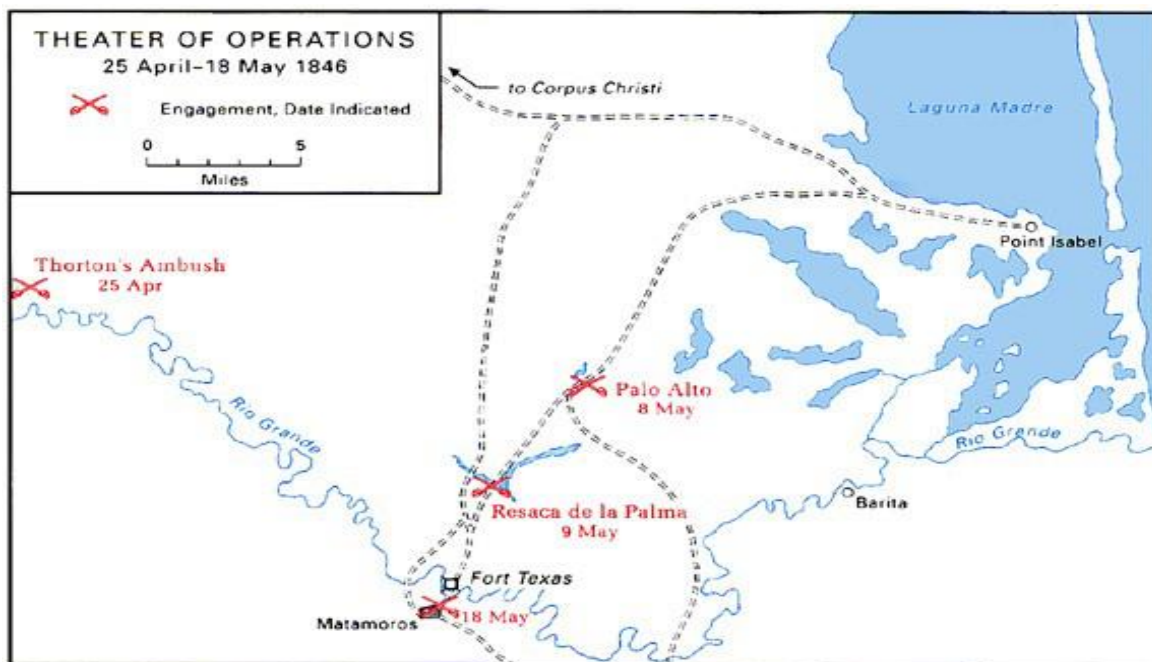 THEATER OF OPERATIONS
25 April–18 May 1846
Engagement, Date Indicated
0 5
Miles
to Corpus Christi
Laguna Madre
Point Isabel
Thorton's Ambush
25 Apr
Rio Grande
Palo Alto
8 May
Rio Grande
Barita
Resaca de la Palma
9 May
Fort Texas
18 May
Matamoros